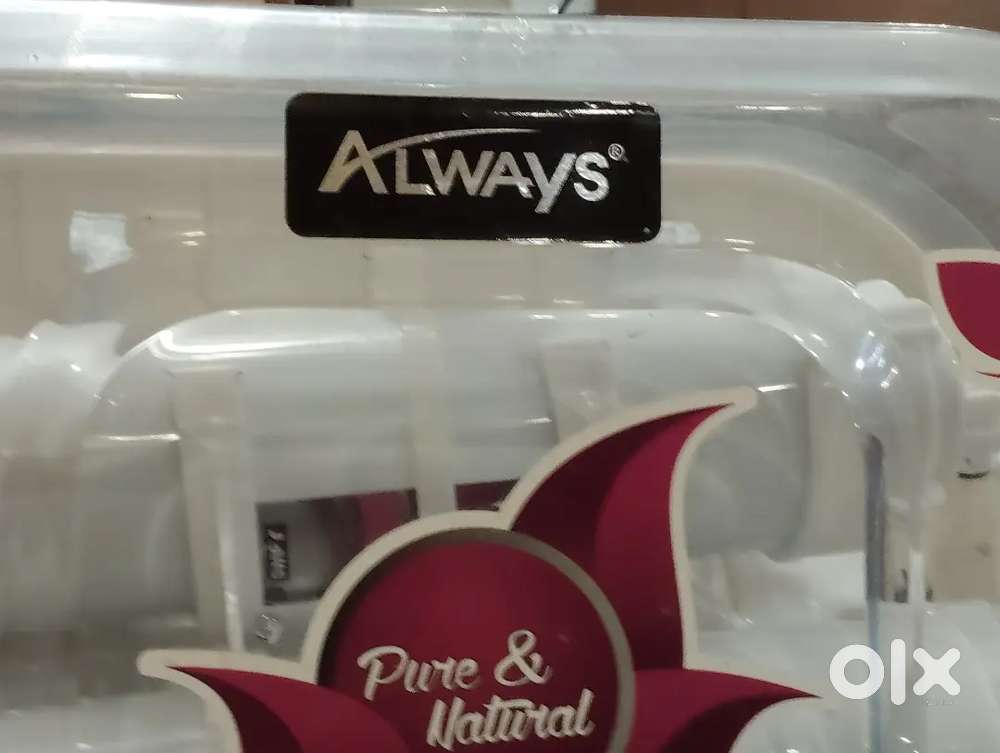 ALWAYS®
Pure &
Natural
olx